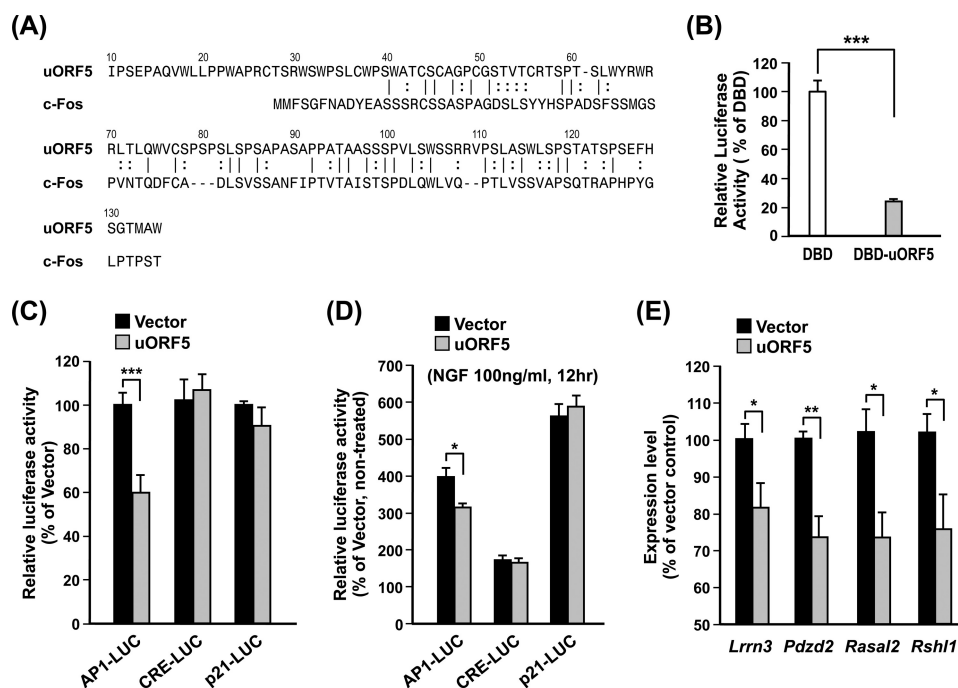 (A)
10 20 30 40 50 60
uORF5 IPSEPAQVWLLPPWAPRCTSRWSWPSLCWPSWATCSCAGPCGSTVTCRTSPT-SLWYRWR
c-Fos MMFSGFNADYEASSSRCSSASPAGDSLSYYHSPADSFSSMGS
70 80 90 100 110 120
uORF5 RLTLQWVCSPSPSLSPSAPASAPPATAASSSPVLSWSSRRVPSLASWLSPSTATSPSEFH
c-Fos PVNTQDFCA---DLSVSSANFIPTVTAISTSPDLQWLVQ--PTLVSSVAPSQTRAPHPYG
130
uORF5 SGTMAW
c-Fos LPTPST
(B)
Relative Luciferase
Activity ( % of DBD)
120
100
80
60
40
20
0
***
DBD DBD-uORF5
(C)
Vector
uORF5
Relative luciferase activity
(% of Vector)
120
100
80
60
40
20
0
***
AP1-LUC CRE-LUC p21-LUC
(D)
Vector
uORF5
(NGF 100ng/ml, 12hr)
Relative luciferase activity
(% of Vector, non-treated)
700
600
500
400
300
200
100
0
*
AP1-LUC CRE-LUC p21-LUC
(E)
Vector
uORF5
Expression level
(% of vector control)
120
110
100
90
80
70
60
50
* ** * *
Lrrn3 Pdzd2 Rasal2 Rshl1